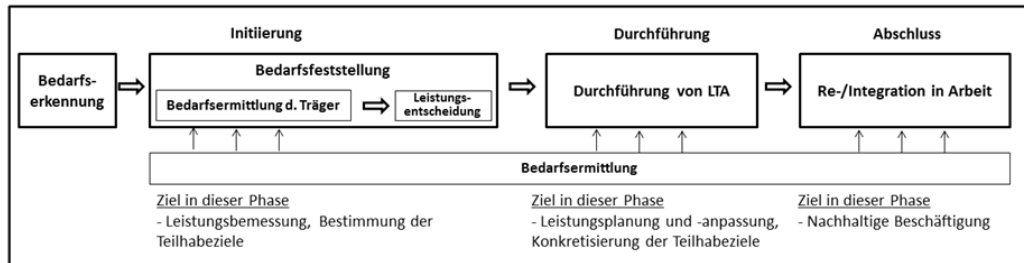 Initiierung
Durchführung
Abschluss
Bedarfs-
erkennung
Bedarfsfeststellung
Bedarfsermittlung d. Träger
Leistungs-
entscheidung
Durchführung von LTA
Re-/Integration in Arbeit
Bedarfsermittlung
Ziel in dieser Phase
- Leistungsbemessung, Bestimmung der
Teilhabeziele
Ziel in dieser Phase
- Leistungsplanung und -anpassung,
Konkretisierung der Teilhabeziele
Ziel in dieser Phase
- Nachhaltige Beschäftigung